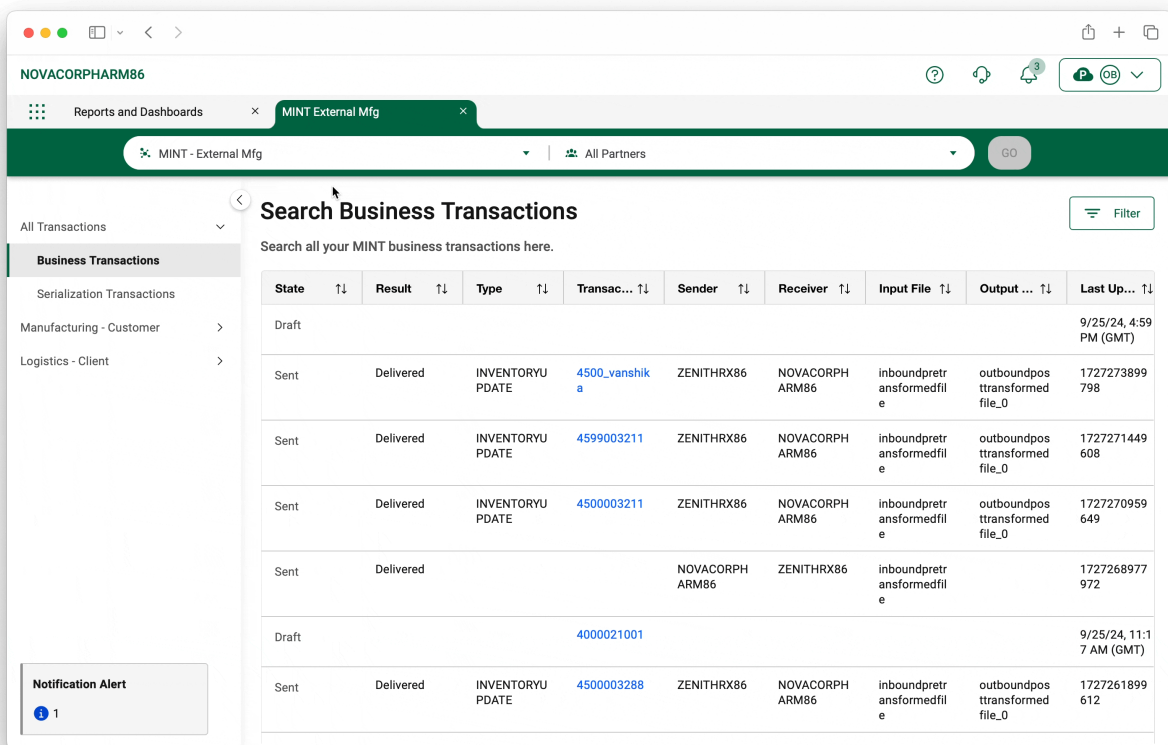 NOVACORPHARM86
3
P
OB
Reports and Dashboards
MINT External Mfg
MINT - External Mfg
All Partners
GO
All Transactions
Business Transactions
Serialization Transactions
Manufacturing - Customer
Logistics - Client
Notification Alert
1
Search Business Transactions
Filter
Search all your MINT business transactions here.
State Result Type Transac... Sender Receiver Input File Output ... Last Up...
Draft 9/25/24, 4:59
PM (GMT)
Sent Delivered INVENTORYU 4500_vanshik ZENITHRX86 NOVACORPH inboundpretr outboundpos 1727273899
PDATE a ARM86 ansformedfil ttransformed 798
e file_0
Sent Delivered INVENTORYU 4599003211 ZENITHRX86 NOVACORPH inboundpretr outboundpos 1727271449
PDATE ARM86 ansformedfil ttransformed 608
e file_0
Sent Delivered INVENTORYU 4500003211 ZENITHRX86 NOVACORPH inboundpretr outboundpos 1727270959
PDATE ARM86 ansformedfil ttransformed 649
e file_0
Sent Delivered NOVACORPH ZENITHRX86 inboundpretr 1727268977
ARM86 ansformedfil 972
e
Draft 4000021001 9/25/24, 11:1
7 AM (GMT)
Sent Delivered INVENTORYU 4500003288 ZENITHRX86 NOVACORPH inboundpretr outboundpos 1727261899
PDATE ARM86 ansformedfil ttransformed 612
e file_0